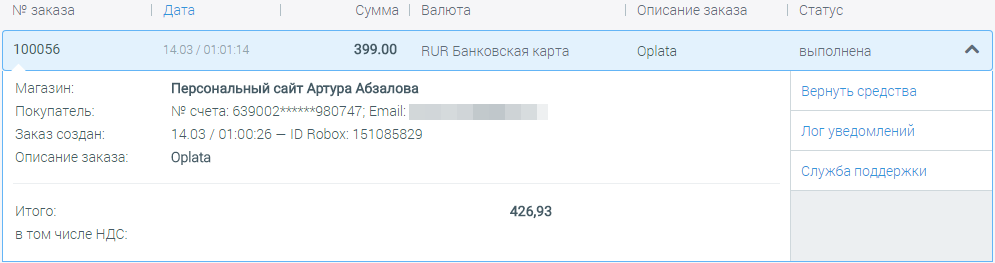 № заказа Дата Сумма Валюта Описание заказа Статус
100056 14.03 / 01:01:14 399.00 RUR Банковская карта Oplata выполнена
Магазин: Персональный сайт Артура Абзалова Вернуть средства
Покупатель: № счета: 639002******980747; Email:
Заказ создан: 14.03 / 01:00:26 — ID Robox: 151085829 Лог уведомлений
Описание заказа: Oplata
Служба поддержки
Итого: 426,93
в том числе НДС: